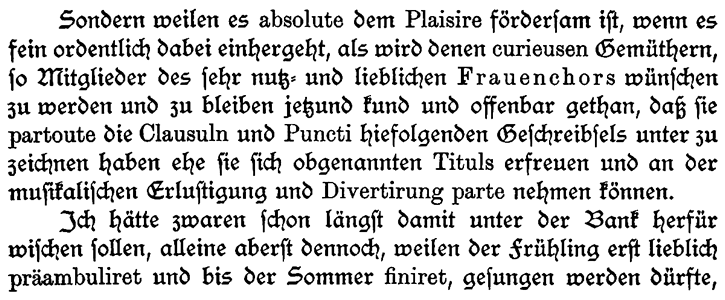 Sondern weilen es absolute dem Plaisire förderſam iſt, wenn es
fein ordentlich dabei einhergeht, als wird denen curieusen Gemüthern,
ſo Mitglieder des ſehr nutz- und lieblichen Frauenchors wünſchen
zu werden und zu bleiben jetzund kund und offenbar gethan, daß ſie
partoute die Clausuln und Puncti hiefolgenden Geſchreibſels unter zu
zeichnen haben ehe ſie ſich obgenannten Tituls erfreuen und an der
muſikaliſchen Erluſtigung und Divertirung parte nehmen können.
Ich hätte zwaren ſchon längſt damit unter der Bank herfür
wiſchen ſollen, alleine aberſt dennoch, weilen der Frühling erſt lieblich
präambuliret und bis der Sommer finiret, geſungen werden dürfte,